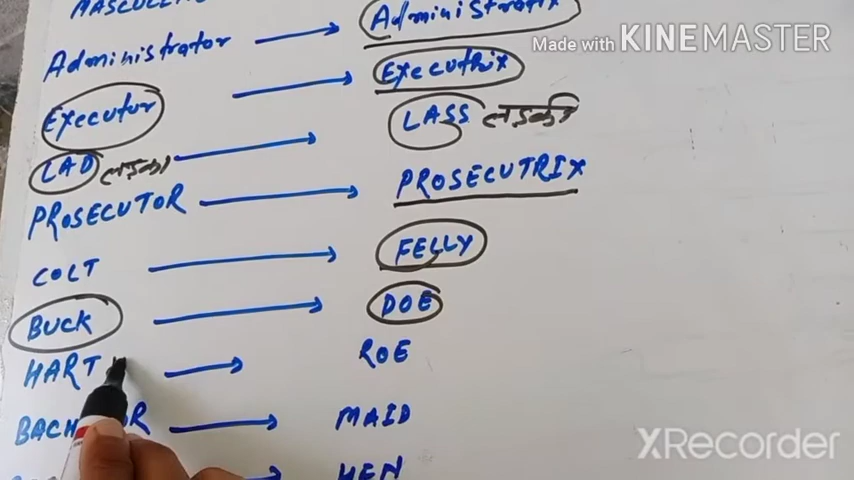 Administrator → Administratrix
Made with KINEMASTER
Executor → Executrix
LAD लड़का → LASS लड़की
PROSECUTOR → PROSECUTRIX
COLT → FELLY
BUCK → DOE
HART → ROE
→ MAID
→ HEN
XRecorder